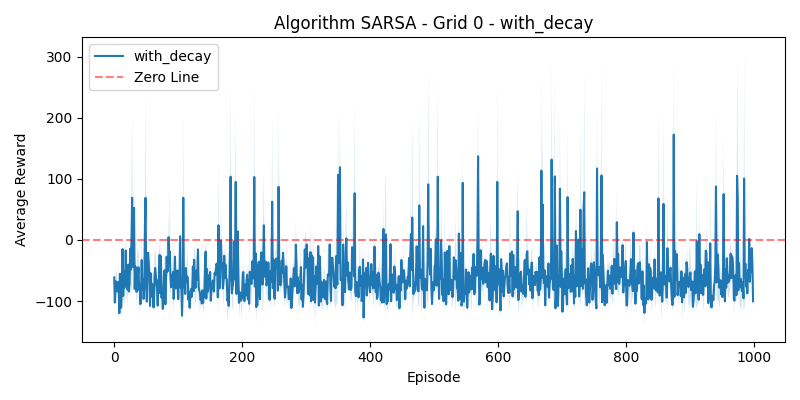 Algorithm SARSA - Grid 0 - with_decay
with_decay
Zero Line
300
200
100
0
−100
Average Reward
0
200
400
600
800
1000
Episode